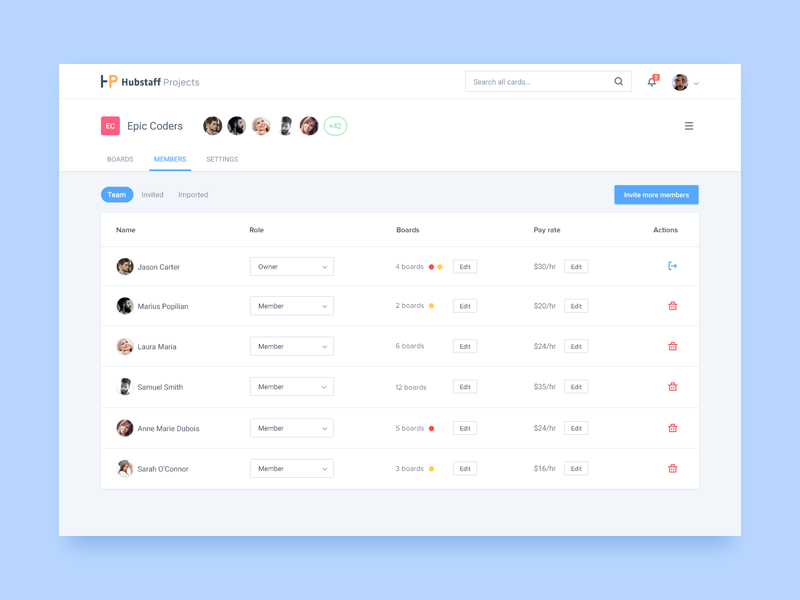 HP Hubstaff Projects
Search all cards...
2
EC Epic Coders +42
BOARDS MEMBERS SETTINGS
Team Invited Imported Invite more members
Name Role Boards Pay rate Actions
Jason Carter Owner 4 boards Edit $30/hr Edit
Marius Popilian Member 2 boards Edit $20/hr Edit
Laura Maria Member 6 boards Edit $24/hr Edit
Samuel Smith Member 12 boards Edit $35/hr Edit
Anne Marie Dubois Member 5 boards Edit $24/hr Edit
Sarah O'Connor Member 3 boards Edit $16/hr Edit